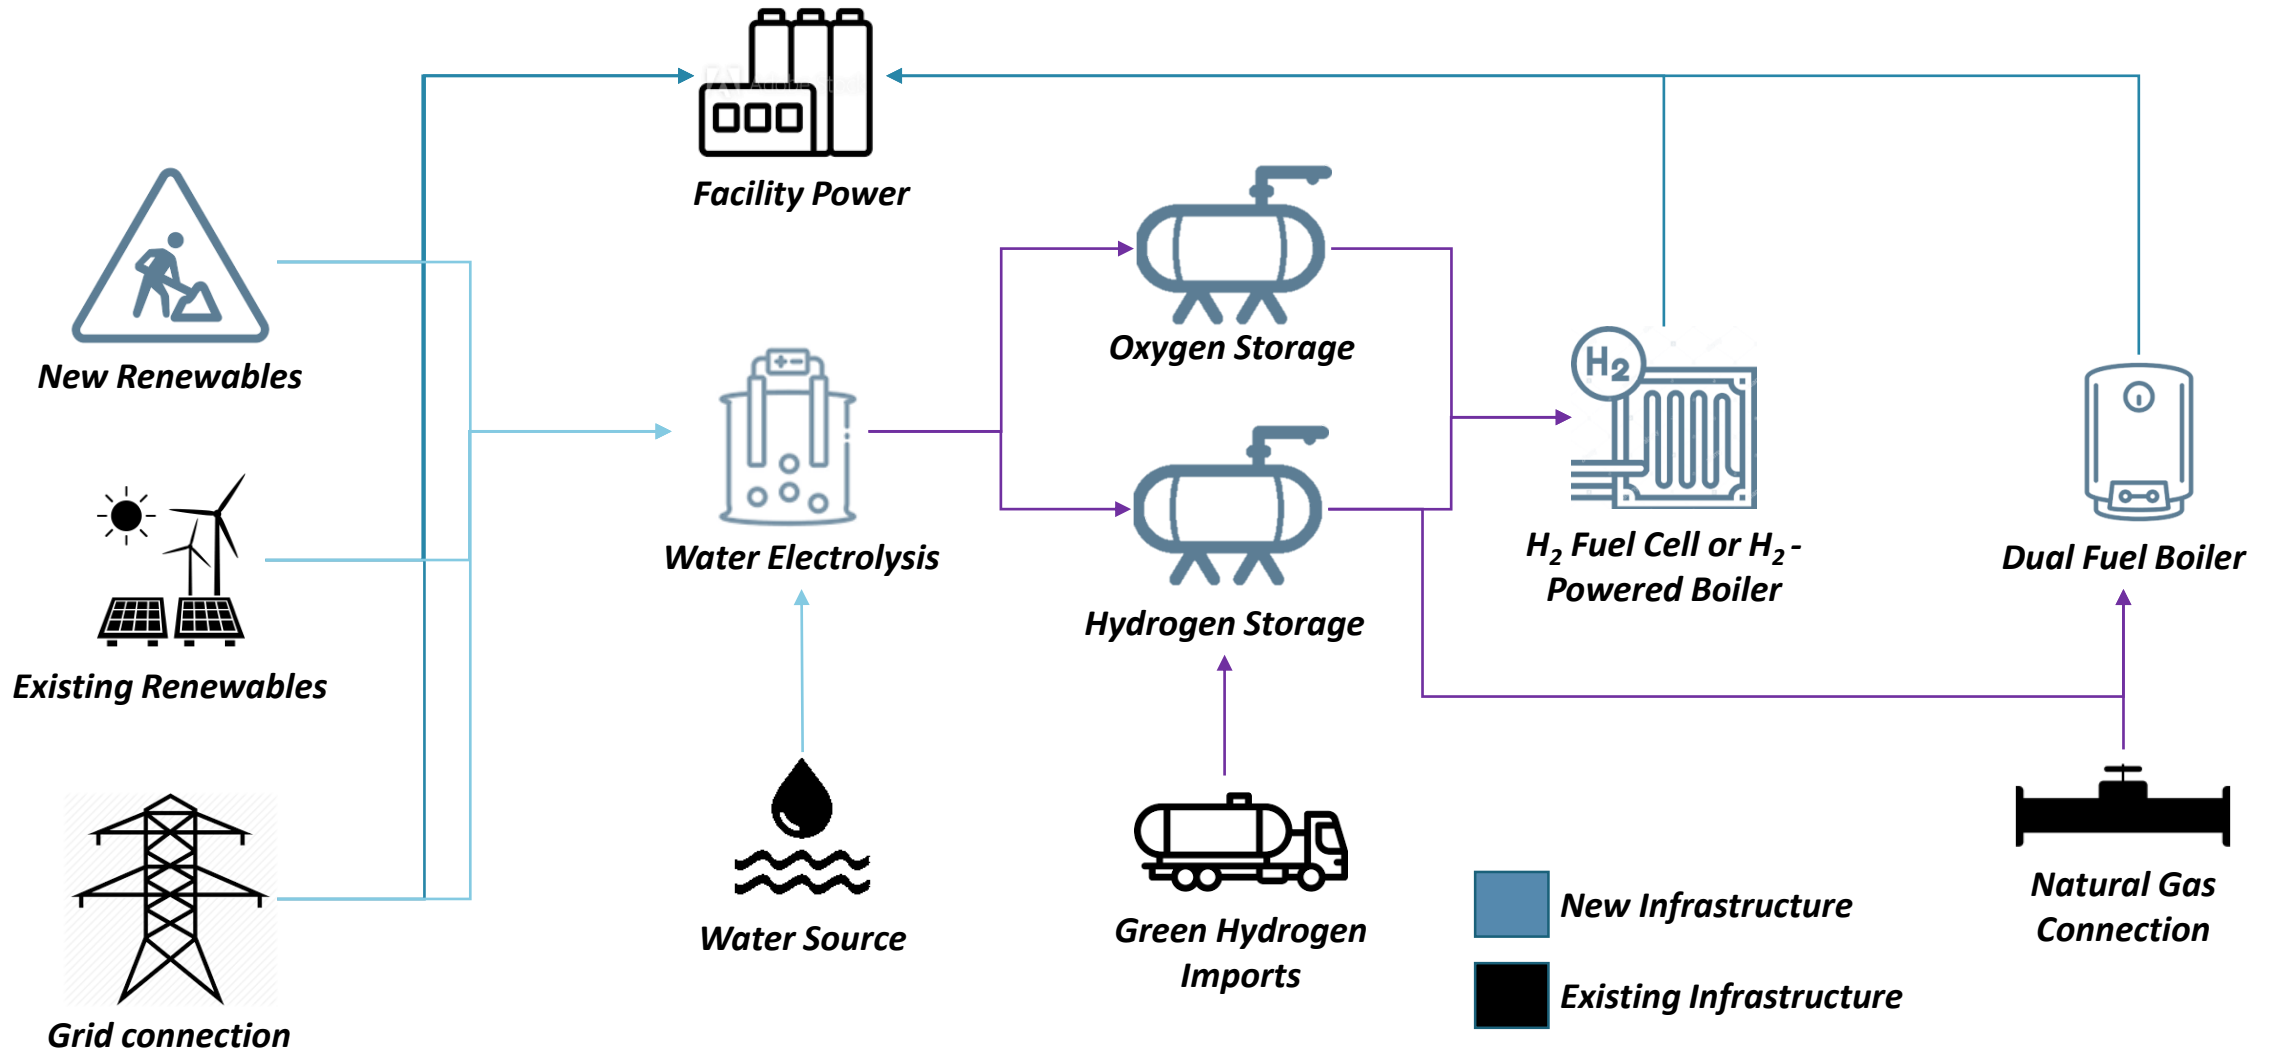 Facility Power
New Renewables
Oxygen Storage
H2
Water Electrolysis
H2 Fuel Cell or H2 -
Powered Boiler
Dual Fuel Boiler
Hydrogen Storage
Existing Renewables
Water Source
Green Hydrogen
Imports
Natural Gas
Connection
New Infrastructure
Existing Infrastructure
Grid connection